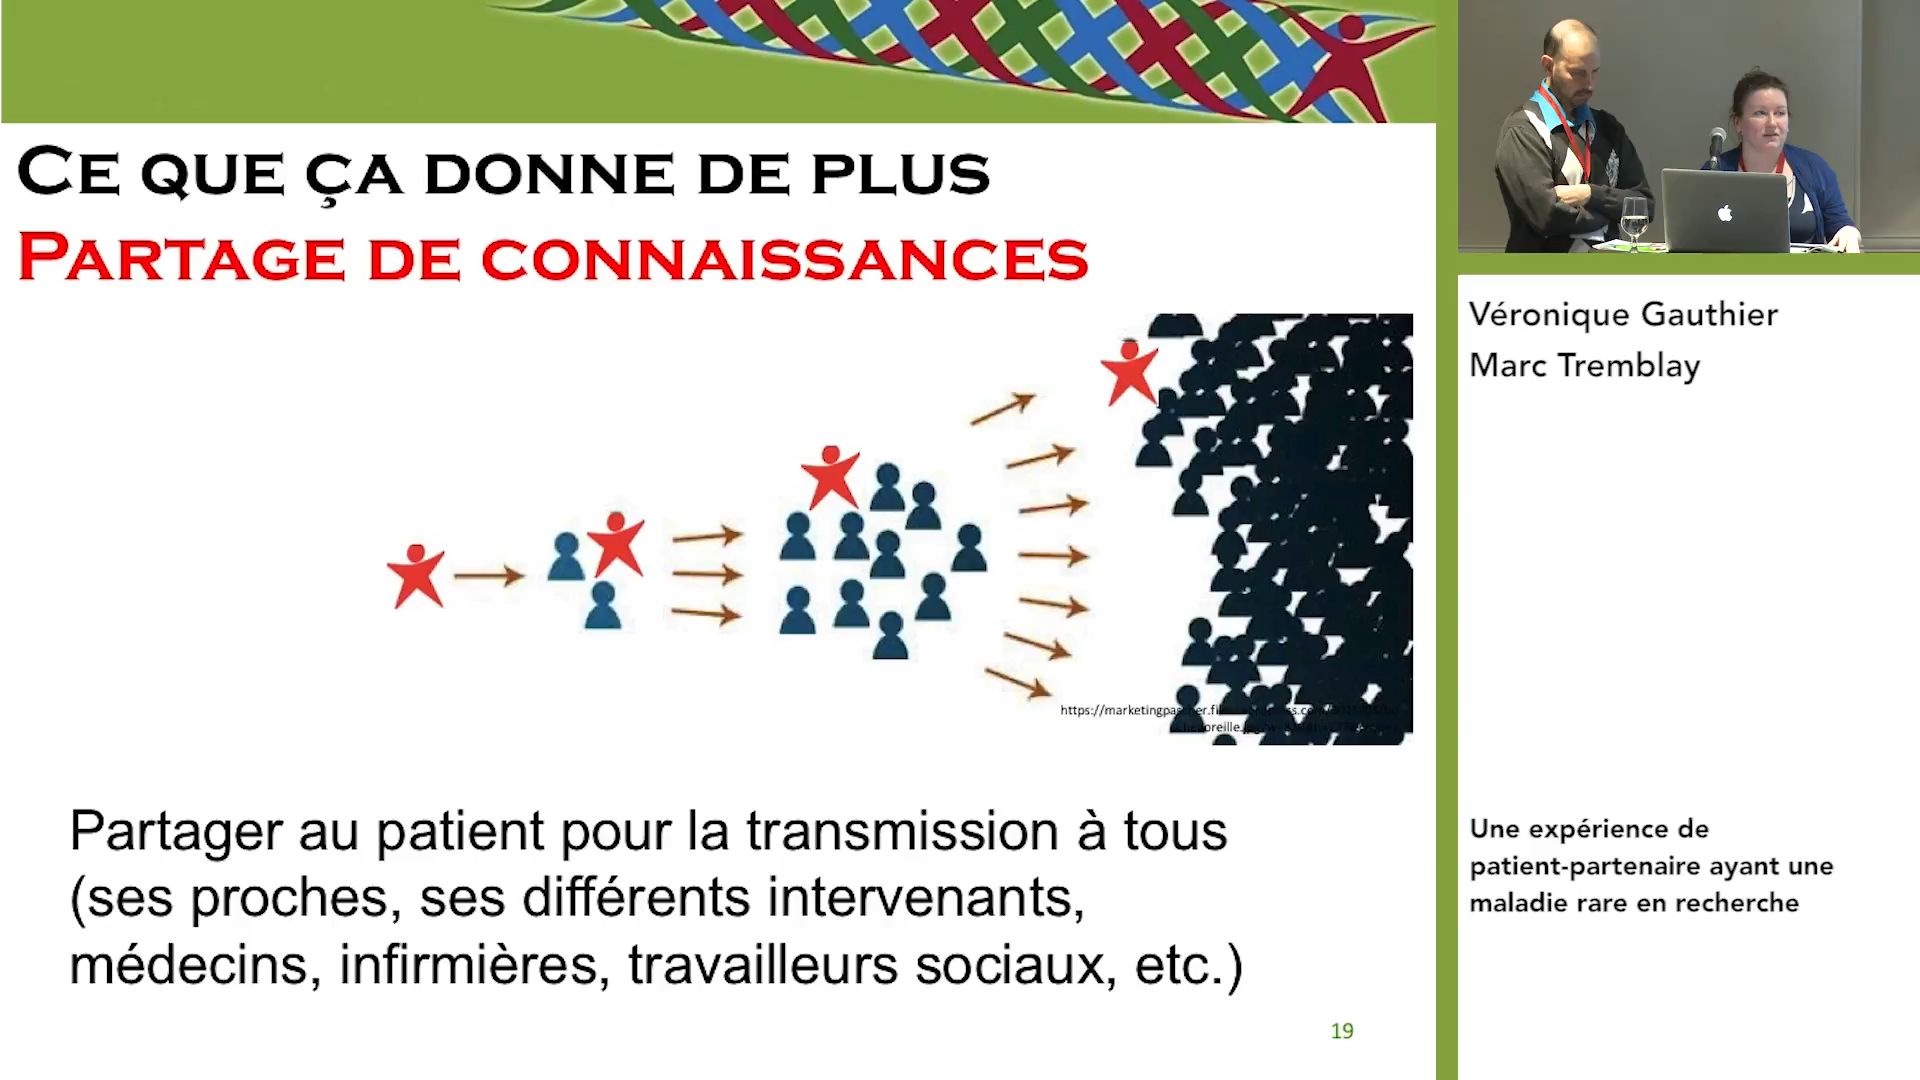 Ce que ça donne de plus
Partage de connaissances
Partager au patient pour la transmission à tous
(ses proches, ses différents intervenants,
médecins, infirmières, travailleurs sociaux, etc.)
19
Véronique Gauthier
Marc Tremblay
Une expérience de
patient-partenaire ayant une
maladie rare en recherche